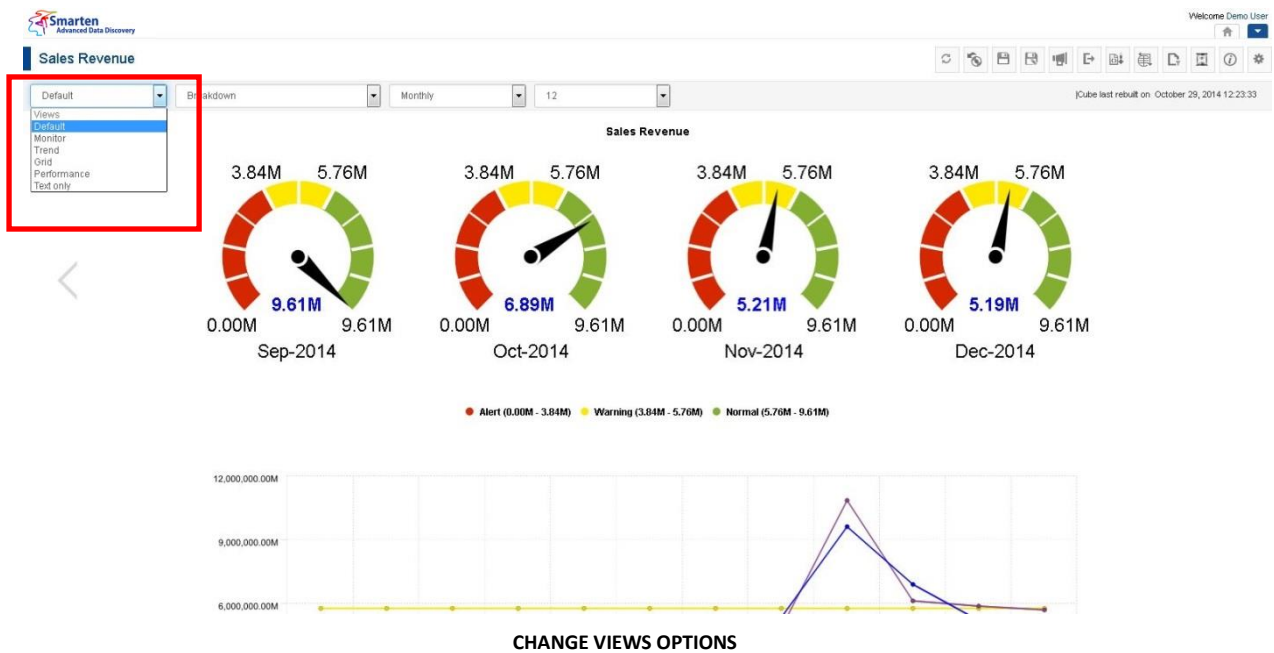 Smarten
Advanced Data Discovery
Welcome Demo User
Sales Revenue
Default
Breakdown
Monthly
12
|Cube last rebuilt on October 29, 2014 12:23:33
Views
Default
Monitor
Trend
Grid
Performance
Text only
Sales Revenue
3.84M 5.76M
3.84M 5.76M
3.84M 5.76M
3.84M 5.76M
9.61M
6.89M
5.21M
5.19M
0.00M 9.61M
0.00M 9.61M
0.00M 9.61M
0.00M 9.61M
Sep-2014
Oct-2014
Nov-2014
Dec-2014
Alert (0.00M - 3.84M) Warning (3.84M - 5.76M) Normal (5.76M - 9.61M)
12,000,000.00M
9,000,000.00M
6,000,000.00M
CHANGE VIEWS OPTIONS